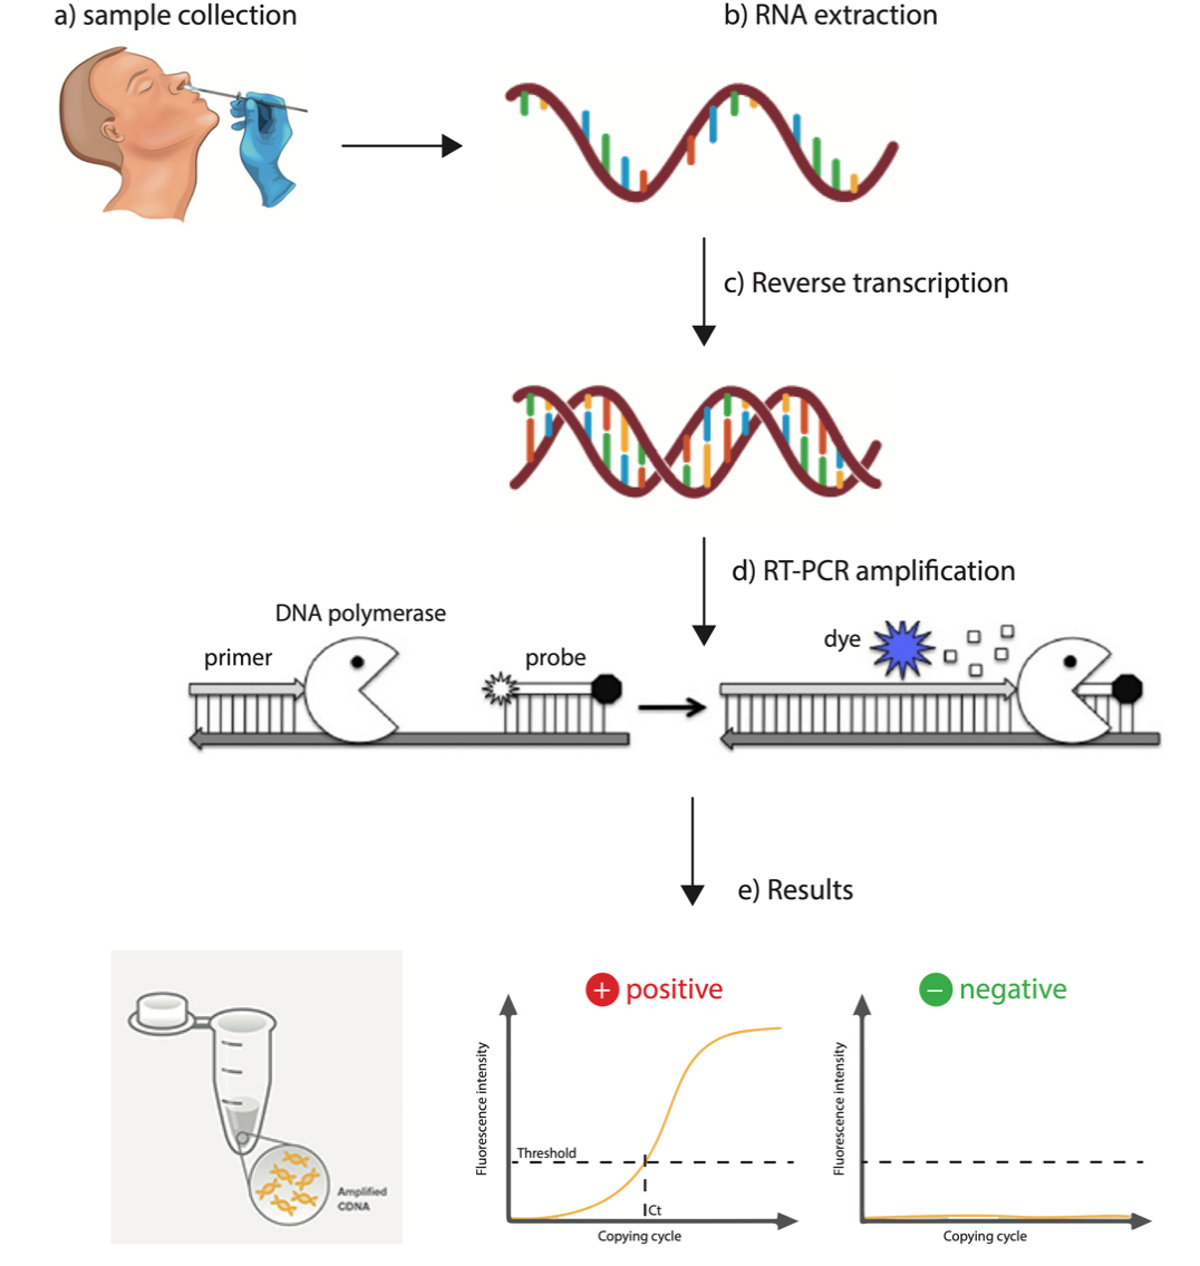 a) sample collection
b) RNA extraction
c) Reverse transcription
d) RT-PCR amplification
DNA polymerase
primer
probe
dye
e) Results
+ positive
− negative
Fluorescence intensity
Threshold
Ct
Copying cycle
Fluorescence intensity
Copying cycle
Amplified
CDNA